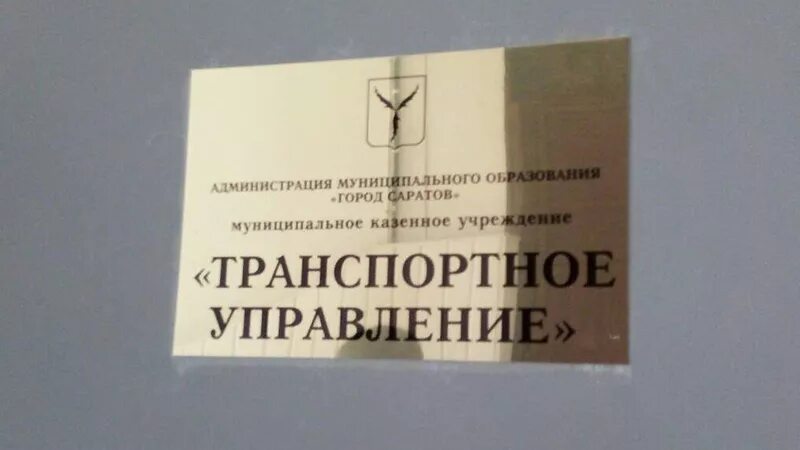 АДМИНИСТРАЦИЯ МУНИЦИПАЛЬНОГО ОБРАЗОВАНИЯ
«ГОРОД САРАТОВ»
муниципальное казенное учреждение
«ТРАНСПОРТНОЕ
УПРАВЛЕНИЕ»